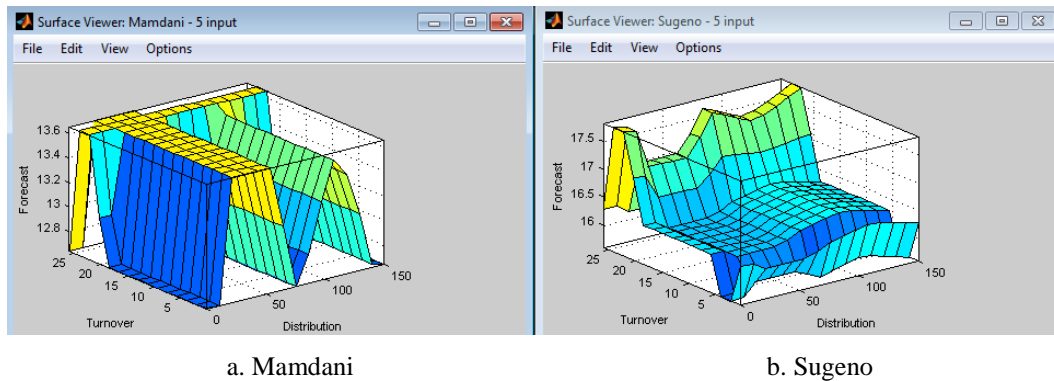 Surface Viewer: Mamdani - 5 input
File Edit View Options
13.6
13.4
13.2
13
12.8
Forecast
25
20
15
10
5
Turnover
0
50
100
150
Distribution
Surface Viewer: Sugeno - 5 input
File Edit View Options
17.5
17
16.5
16
Forecast
25
20
15
10
5
Turnover
0
50
100
150
Distribution
a. Mamdani
b. Sugeno